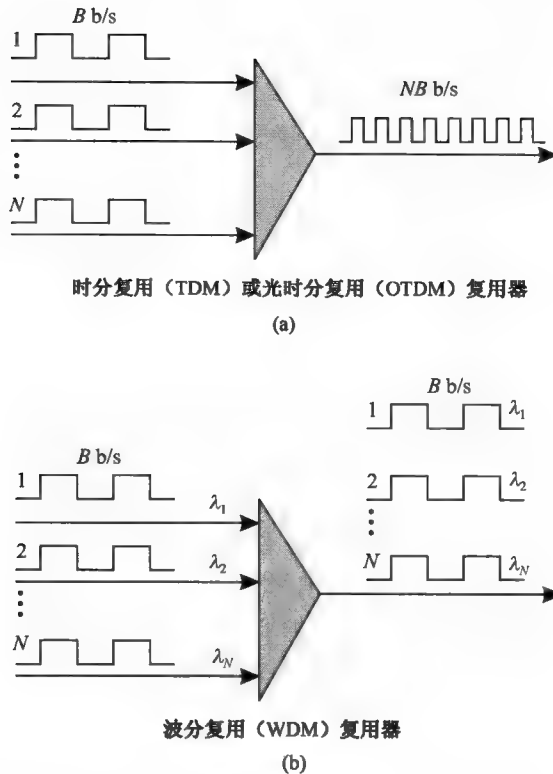 B b/s
1
2
NB b/s
⋮
N
时分复用（TDM）或光时分复用（OTDM）复用器
(a)
B b/s
1 λ1
B b/s
2 λ2
1
λ1
⋮
2
λ2
N λN
⋮
N
λN
波分复用（WDM）复用器
(b)